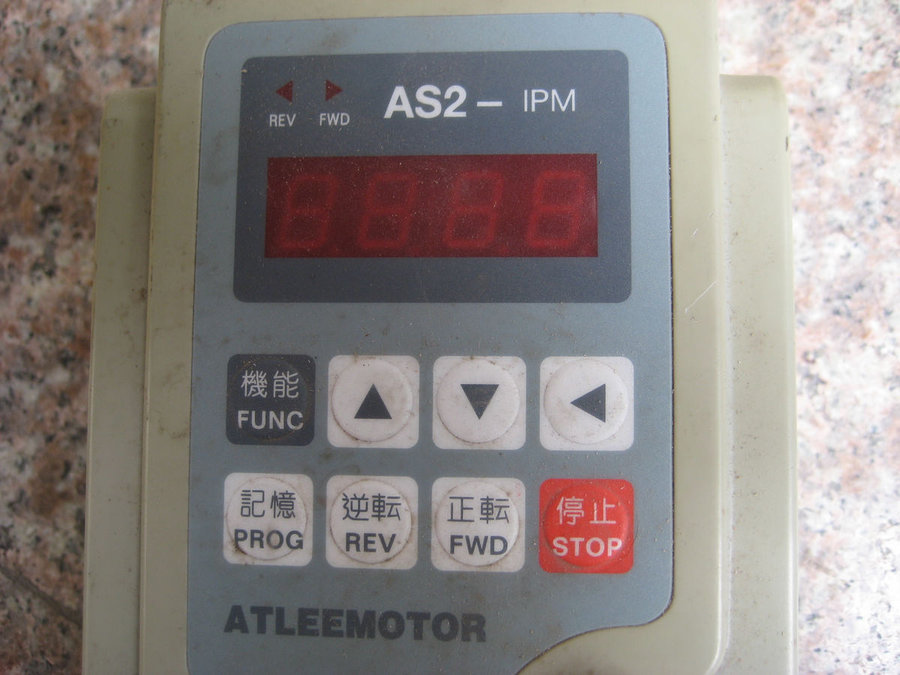 REV FWD AS2 – IPM
機能
FUNC
記憶 逆転 正転 停止
PROG REV FWD STOP
ATLEEMOTOR